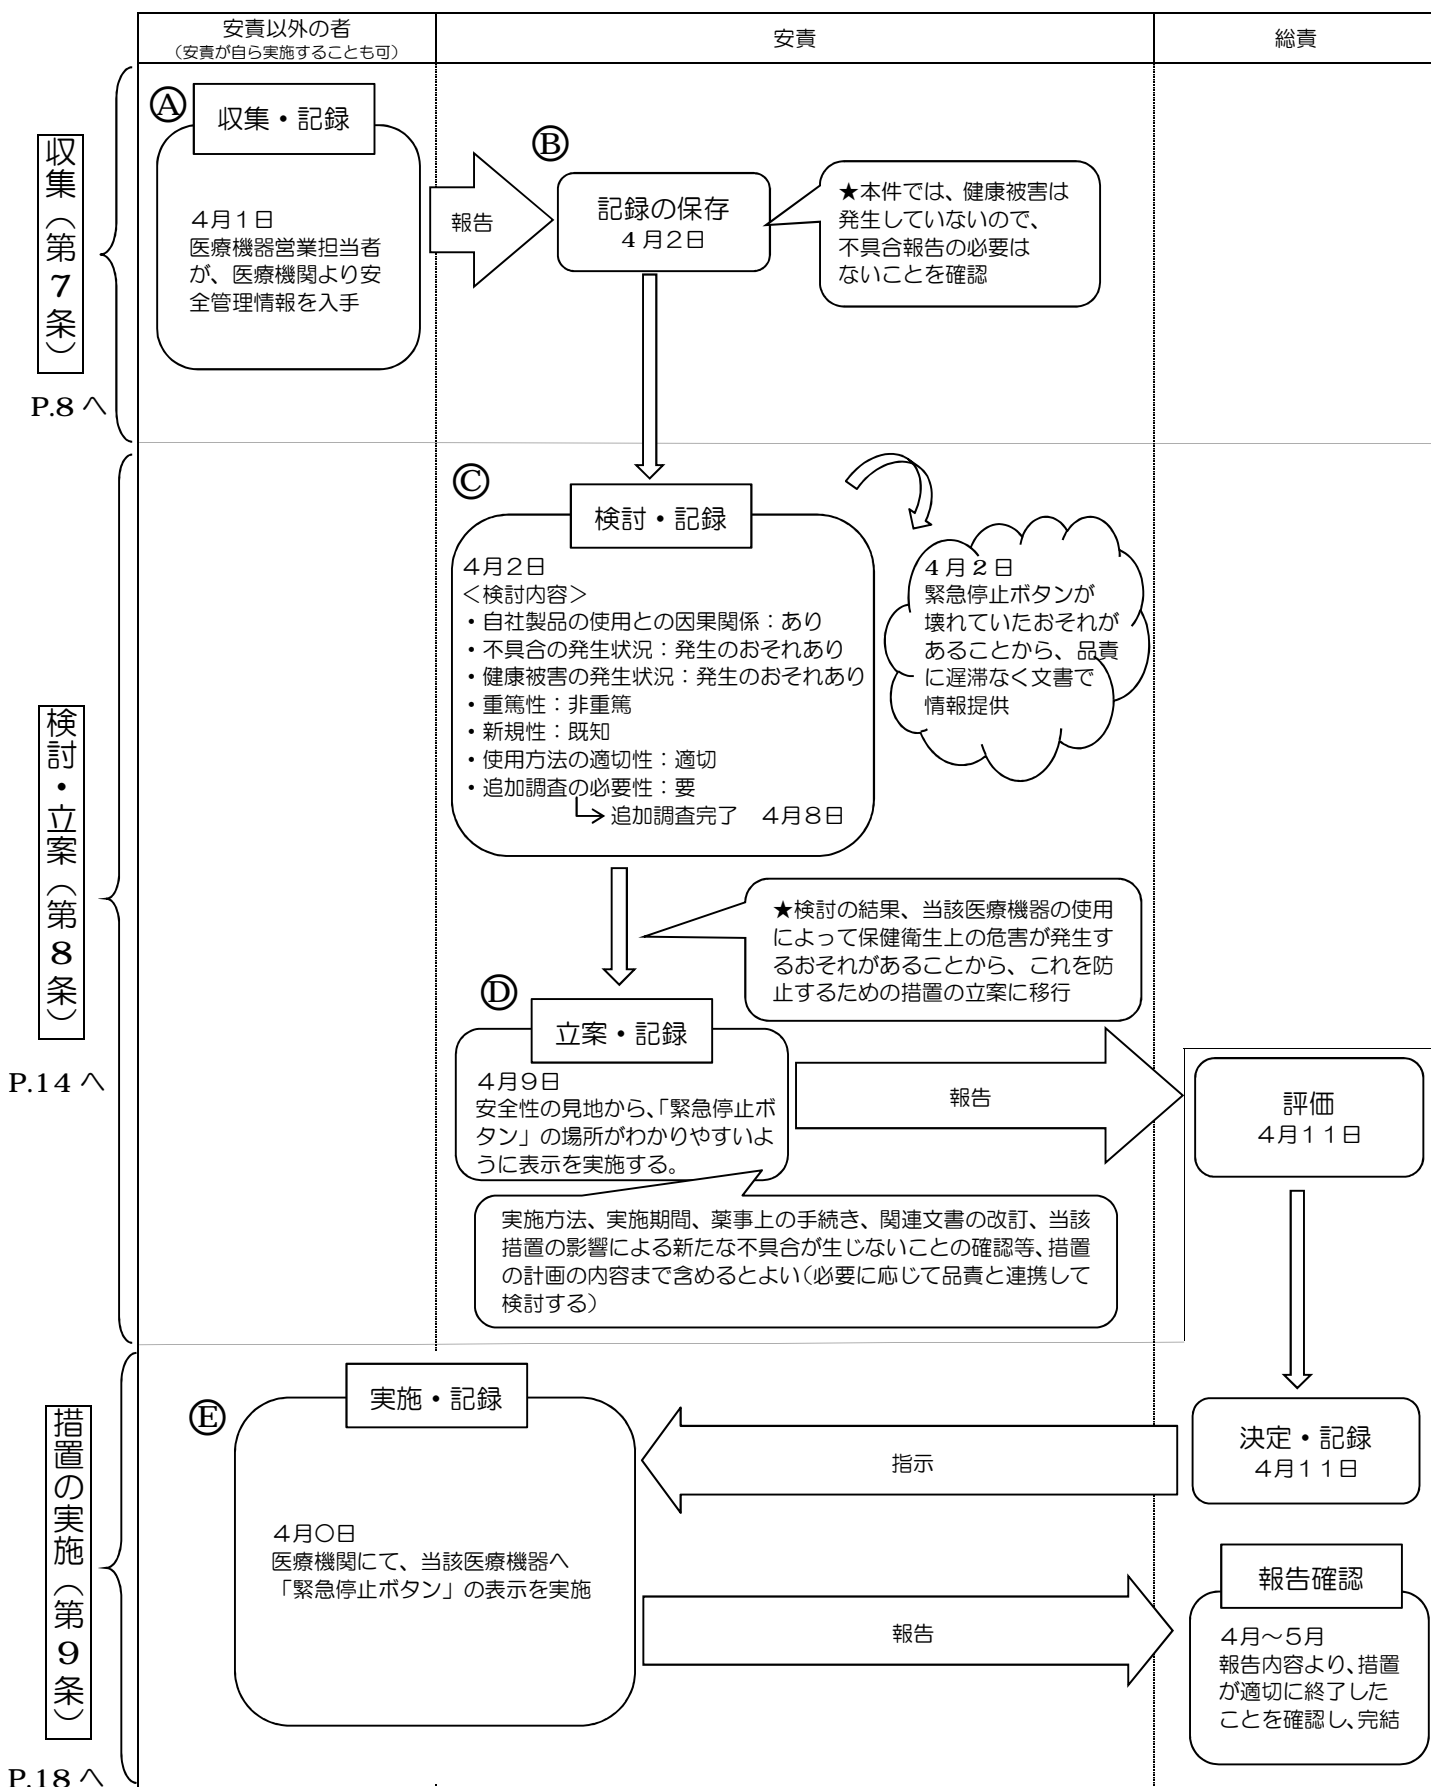 安責以外の者
（安責が自ら実施することも可）
安責
総責
収集（第7条）
P.8 へ
Ⓐ
収集・記録
４月１日
医療機器営業担当者
が、医療機関より安
全管理情報を入手
報告
Ⓑ
記録の保存
4 月２日
★本件では、健康被害は
発生していないので、
不具合報告の必要は
ないことを確認
検討・立案（第8条）
P.14 へ
Ⓒ
検討・記録
４月２日
＜検討内容＞
・自社製品の使用との因果関係：あり
・不具合の発生状況：発生のおそれあり
・健康被害の発生状況：発生のおそれあり
・重篤性：非重篤
・新規性：既知
・使用方法の適切性：適切
・追加調査の必要性：要
追加調査完了　４月８日
4 月 2 日
緊急停止ボタンが
壊れていたおそれが
あることから、品責
に遅滞なく文書で
情報提供
★検討の結果、当該医療機器の使用
によって保健衛生上の危害が発生す
るおそれがあることから、これを防
止するための措置の立案に移行
Ⓓ
立案・記録
４月９日
安全性の見地から、「緊急停止ボ
タン」の場所がわかりやすいよ
うに表示を実施する。
報告
評価
４月１１日
実施方法、実施期間、薬事上の手続き、関連文書の改訂、当該
措置の影響による新たな不具合が生じないことの確認等、措置
の計画の内容まで含めるとよい（必要に応じて品責と連携して
検討する）
措置の実施（第9条）
P.18 へ
Ⓔ
実施・記録
４月〇日
医療機関にて、当該医療機器へ
「緊急停止ボタン」の表示を実施
指示
決定・記録
４月１１日
報告
報告確認
４月～５月
報告内容より、措置
が適切に終了した
ことを確認し、完結